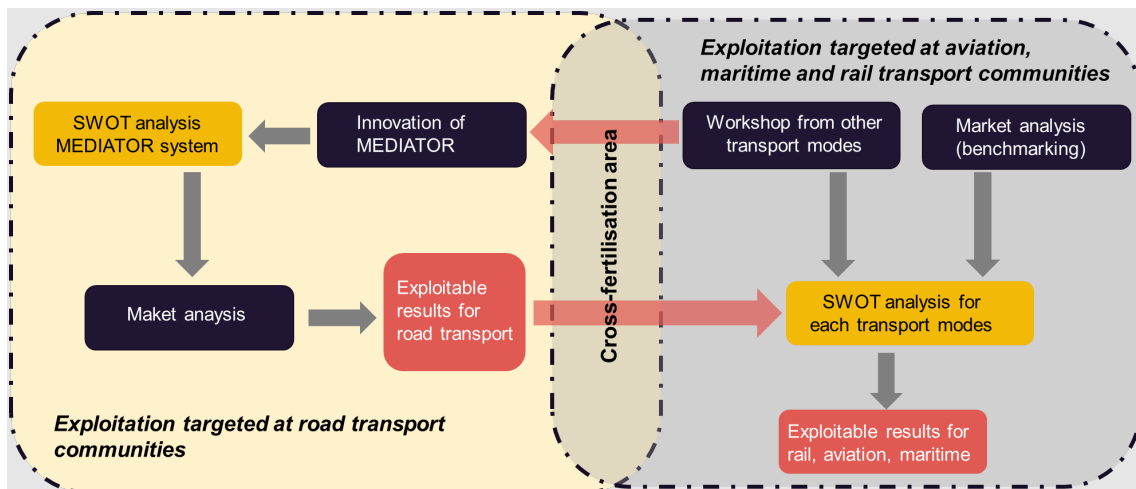 Exploitation targeted at aviation,
maritime and rail transport communities
SWOT analysis
MEDIATOR system
Innovation of
MEDIATOR
Workshop from other
transport modes
Market analysis
(benchmarking)
Cross-fertilisation area
Maket anaysis
Exploitable
results for
road transport
SWOT analysis for
each transport modes
Exploitation targeted at road transport
communities
Exploitable results for
rail, aviation, maritime